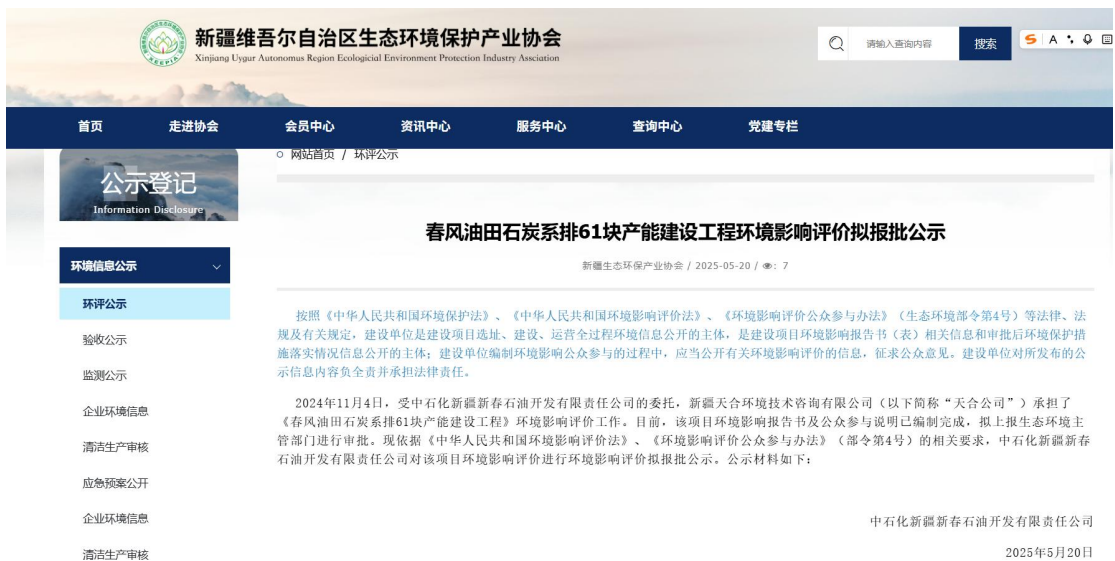 新疆维吾尔自治区生态环境保护产业协会
Xinjiang Uygur Autonomus Region Ecologicial Environment Protection Industry Assciation
XEEPIA
请输入查询内容
搜索
首页
走进协会
会员中心
资讯中心
服务中心
查询中心
党建专栏
公示登记
Information Disclosure
网站首页 / 环评公示
环境信息公示
环评公示
验收公示
监测公示
企业环境信息
清洁生产审核
应急预案公开
企业环境信息
清洁生产审核
春风油田石炭系排61块产能建设工程环境影响评价拟报批公示
新疆生态环保产业协会 / 2025-05-20 / : 7
按照《中华人民共和国环境保护法》、《中华人民共和国环境影响评价法》、《环境影响评价公众参与办法》（生态环境部令第4号）等法律、法
规及有关规定，建设单位是建设项目选址、建设、运营全过程环境信息公开的主体，是建设项目环境影响报告书（表）相关信息和审批后环境保护措
施落实情况信息公开的主体；建设单位编制环境影响公众参与的过程中，应当公开有关环境影响评价的信息，征求公众意见。建设单位对所发布的公
示信息内容负全责并承担法律责任。
2024年11月4日，受中石化新疆新春石油开发有限责任公司的委托，新疆天合环境技术咨询有限公司（以下简称“天合公司”）承担了
《春风油田石炭系排61块产能建设工程》环境影响评价工作。目前，该项目环境影响报告书及公众参与说明已编制完成，拟上报生态环境主
管部门进行审批。现依据《中华人民共和国环境影响评价法》、《环境影响评价公众参与办法》（部令第4号）的相关要求，中石化新疆新春
石油开发有限责任公司对该项目环境影响评价进行环境影响评价拟报批公示。公示材料如下：
中石化新疆新春石油开发有限责任公司
2025年5月20日